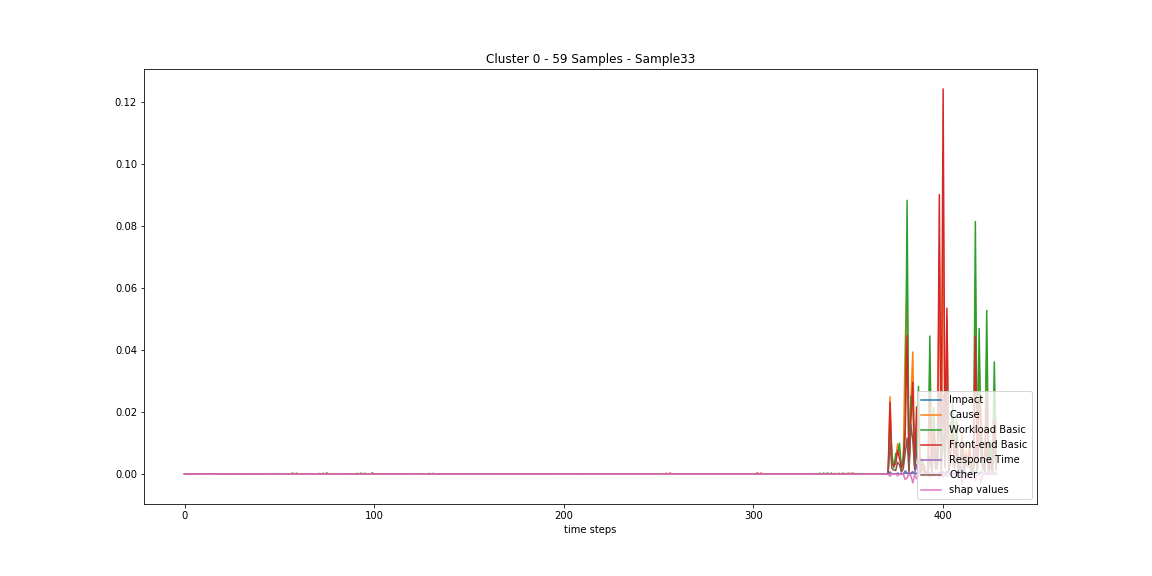 Cluster 0 - 59 Samples - Sample33
0.12
0.10
0.08
0.06
0.04
0.02
0.00
Impact
Cause
Workload Basic
Front-end Basic
Respone Time
Other
shap values
0 100 200 300 400
time steps